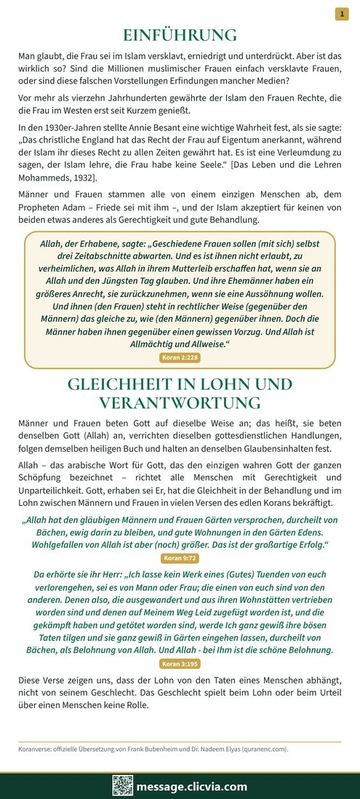 1
EINFÜHRUNG
Man glaubt, die Frau sei im Islam versklavt, erniedrigt und unterdrückt. Aber ist das
wirklich so? Sind die Millionen muslimischer Frauen einfach versklavte Frauen,
oder sind diese falschen Vorstellungen Erfindungen mancher Medien?
Vor mehr als vierzehn Jahrhunderten gewährte der Islam den Frauen Rechte, die
die Frau im Westen erst seit Kurzem genießt.
In den 1930er-Jahren stellte Annie Besant eine wichtige Wahrheit fest, als sie sagte:
„Das christliche England hat das Recht der Frau auf Eigentum anerkannt, während
der Islam ihr dieses Recht zu allen Zeiten gewährt hat. Es ist eine Verleumdung zu
sagen, der Islam lehre, die Frau habe keine Seele.“ [Das Leben und die Lehren
Mohammeds, 1932].
Männer und Frauen stammen alle von einem einzigen Menschen ab, dem
Propheten Adam – Friede sei mit ihm –, und der Islam akzeptiert für keinen von
beiden etwas anderes als Gerechtigkeit und gute Behandlung.
Allah, der Erhabene, sagte: „Geschiedene Frauen sollen (mit sich) selbst
drei Zeitabschnitte abwarten. Und es ist ihnen nicht erlaubt, zu
verheimlichen, was Allah in ihrem Mutterleib erschaffen hat, wenn sie an
Allah und den Jüngsten Tag glauben. Und ihre Ehemänner haben ein
größeres Anrecht, sie zurückzunehmen, wenn sie eine Aussöhnung wollen.
Und ihnen (den Frauen) steht in rechtlicher Weise (gegenüber den
Männern) das gleiche zu, wie (den Männern) gegenüber ihnen. Doch die
Männer haben ihnen gegenüber einen gewissen Vorzug. Und Allah ist
Allmächtig und Allweise.“
Koran 2:228
GLEICHHEIT IN LOHN UND
VERANTWORTUNG
Männer und Frauen beten Gott auf dieselbe Weise an; das heißt, sie beten
denselben Gott (Allah) an, verrichten dieselben gottesdienstlichen Handlungen,
folgen demselben heiligen Buch und halten an denselben Glaubensinhalten fest.
Allah – das arabische Wort für Gott, das den einzigen wahren Gott der ganzen
Schöpfung bezeichnet – richtet alle Menschen mit Gerechtigkeit und
Unparteilichkeit. Gott, erhaben sei Er, hat die Gleichheit in der Behandlung und im
Lohn zwischen Männern und Frauen in vielen Versen des edlen Korans bekräftigt.
„Allah hat den gläubigen Männern und Frauen Gärten versprochen, durcheilt von
Bächen, ewig darin zu bleiben, und gute Wohnungen in den Gärten Edens.
Wohlgefallen von Allah ist aber (noch) größer. Das ist der großartige Erfolg.“
Koran 9:72
Da erhörte sie ihr Herr: „Ich lasse kein Werk eines (Gutes) Tuenden von euch
verlorengehen, sei es von Mann oder Frau; die einen von euch sind von den
anderen. Denen also, die ausgewandert und aus ihren Wohnstätten vertrieben
worden sind und denen auf Meinem Weg Leid zugefügt worden ist, und die
gekämpft haben und getötet worden sind, werde Ich ganz gewiß ihre bösen
Taten tilgen und sie ganz gewiß in Gärten eingehen lassen, durcheilt von
Bächen, als Belohnung von Allah. Und Allah - bei Ihm ist die schöne Belohnung.
Koran 3:195
Diese Verse zeigen uns, dass der Lohn von den Taten eines Menschen abhängt,
nicht von seinem Geschlecht. Das Geschlecht spielt beim Lohn oder beim Urteil
über einen Menschen keine Rolle.
Koranverse: offizielle Übersetzung von Frank Bubenheim und Dr. Nadeem Elyas (quranenc.com).
message.clicvia.com